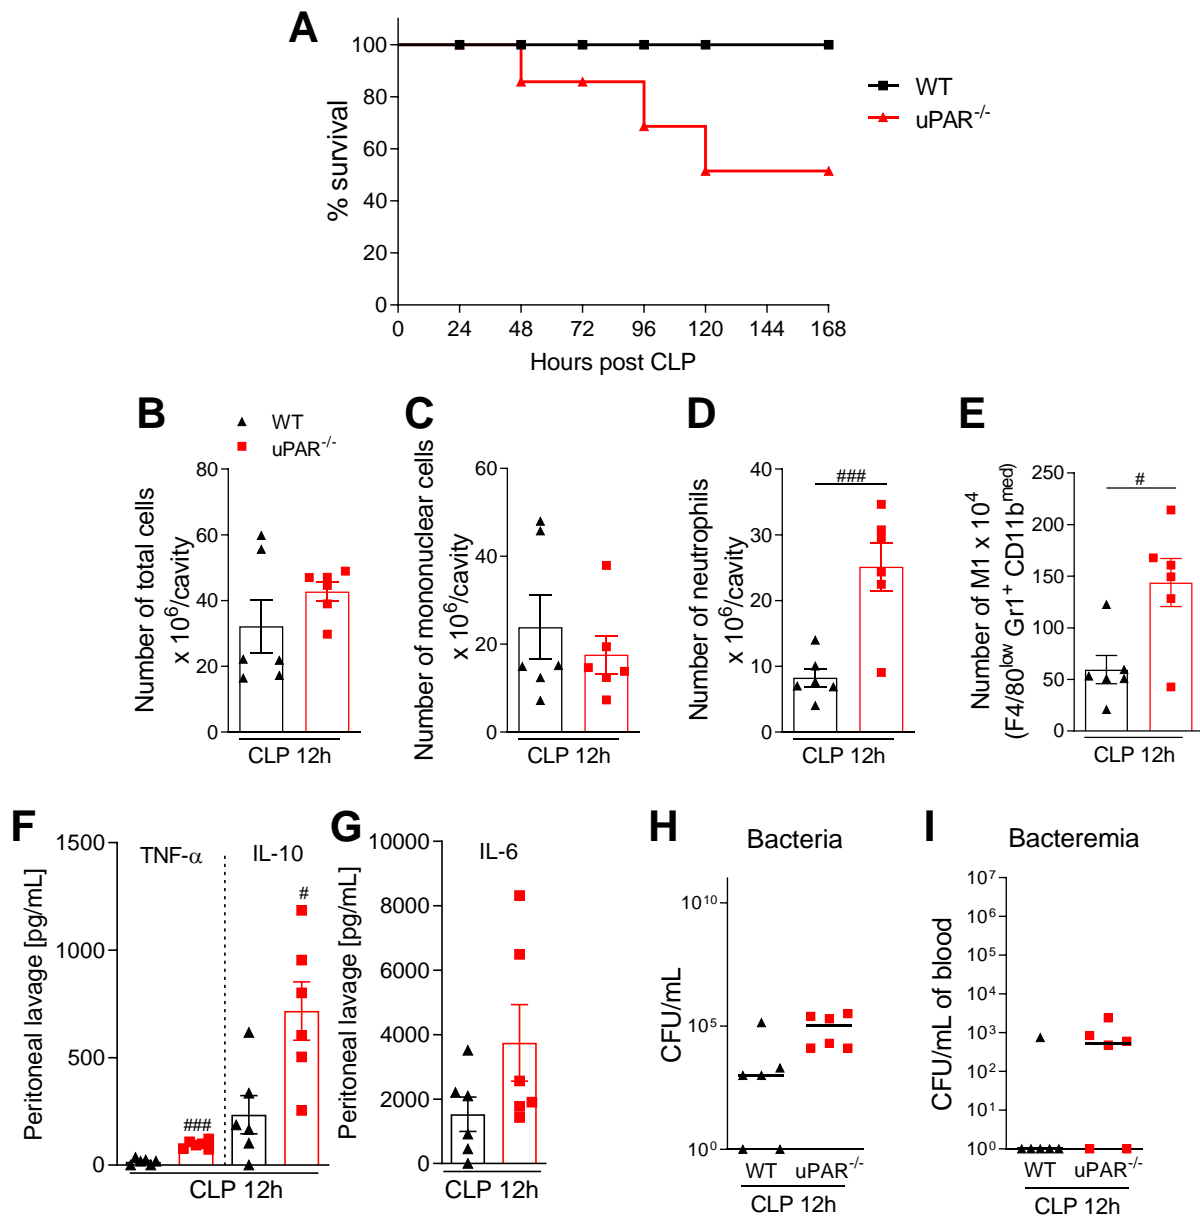 A
% survival
100
80
60
40
20
0
0 24 48 72 96 120 144 168
Hours post CLP
WT
uPAR-/-
B
WT
uPAR-/-
Number of total cells
x 10⁶/cavity
80
60
40
20
0
CLP 12h
C
Number of mononuclear cells
x 10⁶/cavity
60
40
20
0
CLP 12h
D
Number of neutrophils
x 10⁶/cavity
40
30
20
10
0
###
CLP 12h
E
Number of M1 x 10⁴
(F4/80low Gr1+ CD11bmed)
250
200
150
100
50
0
#
CLP 12h
F
Peritoneal lavage [pg/mL]
1500
1000
500
0
TNF-α
IL-10
###
#
CLP 12h
G
Peritoneal lavage [pg/mL]
10000
8000
6000
4000
2000
0
IL-6
CLP 12h
H
Bacteria
CFU/mL
10¹⁰
10⁵
10⁰
WT uPAR-/-
CLP 12h
I
Bacteremia
CFU/mL of blood
10⁷
10⁶
10⁵
10⁴
10³
10²
10¹
10⁰
WT uPAR-/-
CLP 12h